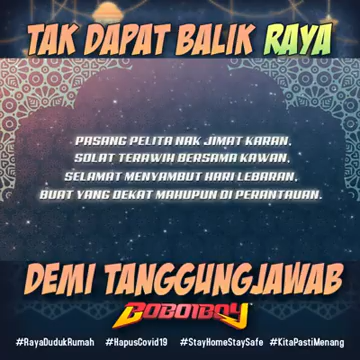 TAK DAPAT BALIK RAYA
PASANG PELITA NAK JIMAT KARAN,
SOLAT TERAWIH BERSAMA KAWAN,
SELAMAT MENYAMBUT HARI LEBARAN,
BUAT YANG DEKAT MAHUPUN DI PERANTAUAN.
DEMI TANGGUNGJAWAB
BOBOIBOY
#RayaDudukRumah #HapusCovid19 #StayHomeStaySafe #KitaPastiMenang